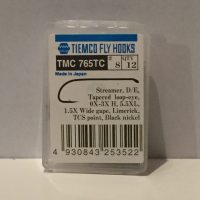 TIEMCO FLY HOOKS
TMC 765TC
# 8
QTY 12
Made in Japan
Streamer, D/E,
Tapered loop-eye,
0X-3X H, 5.5XL,
1.5X Wide gape, Limerick,
TCS point, Black nickel
4 930843 253522